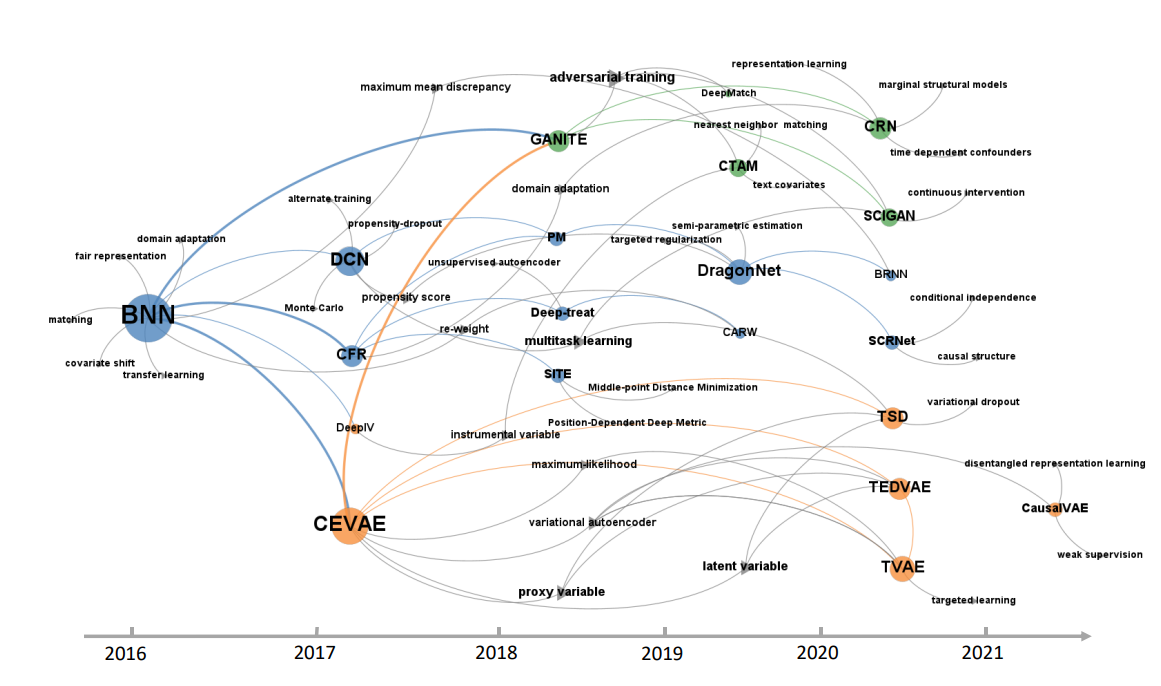 representation learning
adversarial training
maximum mean discrepancy
marginal structural models
DeepMatch
nearest neighbor matching
CRN
GANITE
time dependent confounders
CTAM
text covariates
domain adaptation
continuous intervention
alternate training
SCIGAN
propensity-dropout
semi-parametric estimation
domain adaptation
PM
targeted regularization
fair representation
DCN
unsupervised autoencoder
DragonNet
BRNN
propensity score
conditional independence
Monte Carlo
BNN
matching
Deep-treat
re-weight
CARW
multitask learning
SCRNet
CFR
causal structure
covariate shift
transfer learning
SITE
Middle-point Distance Minimization
variational dropout
TSD
Position-Dependent Deep Metric
DeepIV
instrumental variable
maximum-likelihood
disentangled representation learning
TEDVAE
CausalVAE
CEVAE
variational autoencoder
weak supervision
latent variable
TVAE
proxy variable
targeted learning
2016 2017 2018 2019 2020 2021